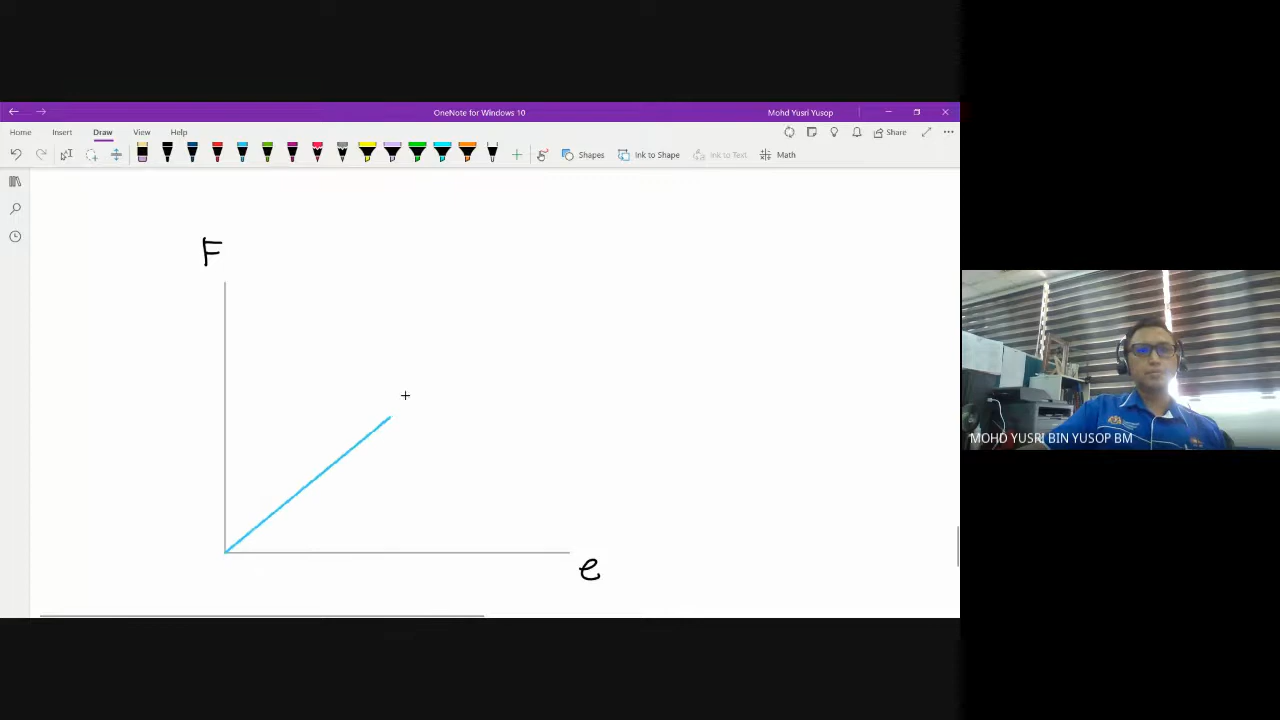 OneNote for Windows 10
Mohd Yusri Yusop
Home Insert Draw View Help
Share
Shapes Ink to Shape Ink to Text Math
F
e
MOHD YUSRI BIN YUSOP BM